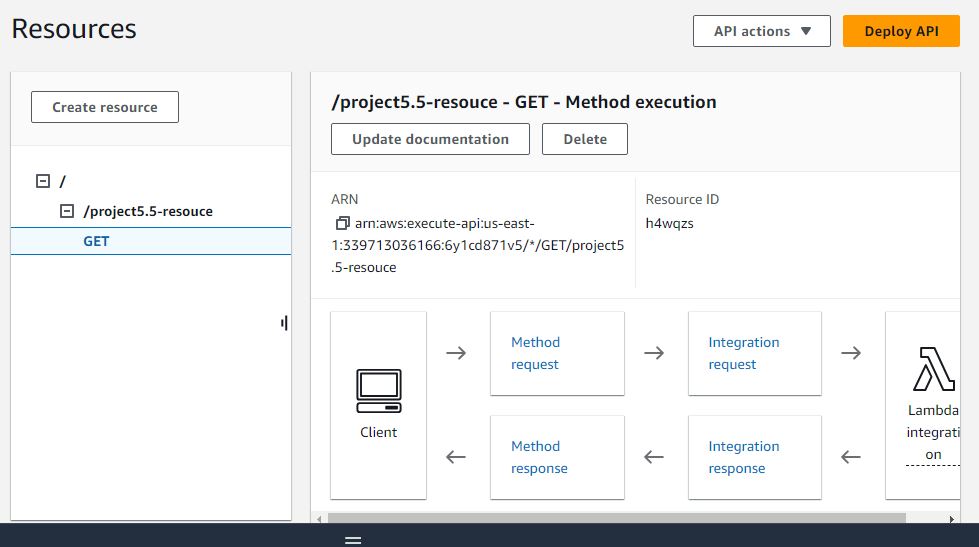 Resources
API actions
Deploy API
Create resource
/
/project5.5-resouce
GET
/project5.5-resouce - GET - Method execution
Update documentation
Delete
ARN
arn:aws:execute-api:us-east-
1:339713036166:6y1cd871v5/*/GET/project5
.5-resouce
Resource ID
h4wqzs
Client
Method
request
Integration
request
Method
response
Integration
response
Lambda
integrati
on